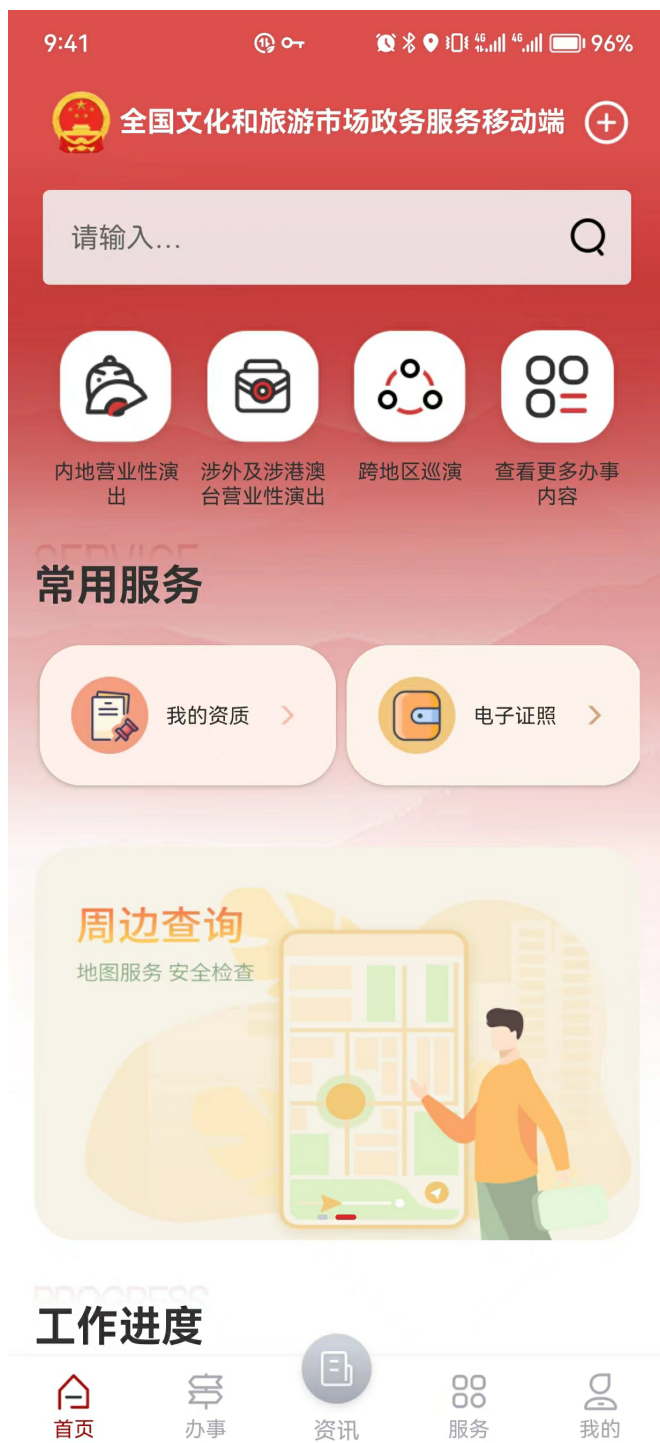 9:41
4G 4G 96%
全国文化和旅游市场政务服务移动端
请输入...
内地营业性演出
涉外及涉港澳台营业性演出
跨地区巡演
查看更多办事内容
SERVICE
常用服务
我的资质
电子证照
周边查询
地图服务 安全检查
PROGRESS
工作进度
首页
办事
资讯
服务
我的